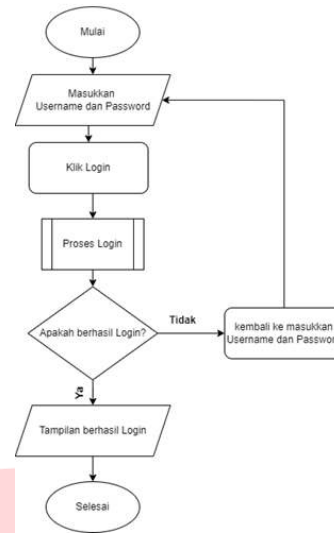 Mulai
Masukkan
Username dan Password
Klik Login
Proses Login
Apakah berhasil Login?
Tidak
kembali ke masukkan
Username dan Passwor
Ya
Tampilan berhasil Login
Selesai